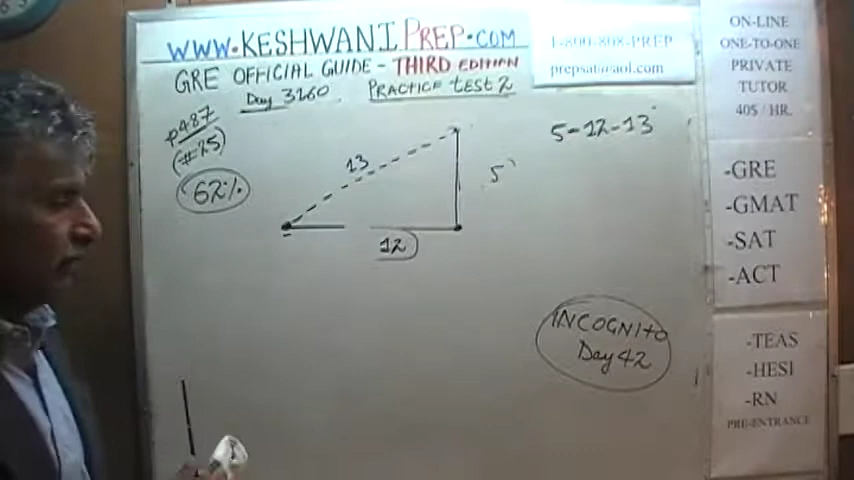 WWW.KESHWANIPREP.COM
GRE OFFICIAL GUIDE - THIRD EDITION
Day 3160. PRACTICE TEST 2
p487
(#25)
62%
13
5
12
5-12-13
INCOGNITO
Day 42
1-800-808-PREP
prepsat@aol.com
ON-LINE
ONE-TO-ONE
PRIVATE
TUTOR
40$ / HR.
-GRE
-GMAT
-SAT
-ACT
-TEAS
-HESI
-RN
PRE-ENTRANCE